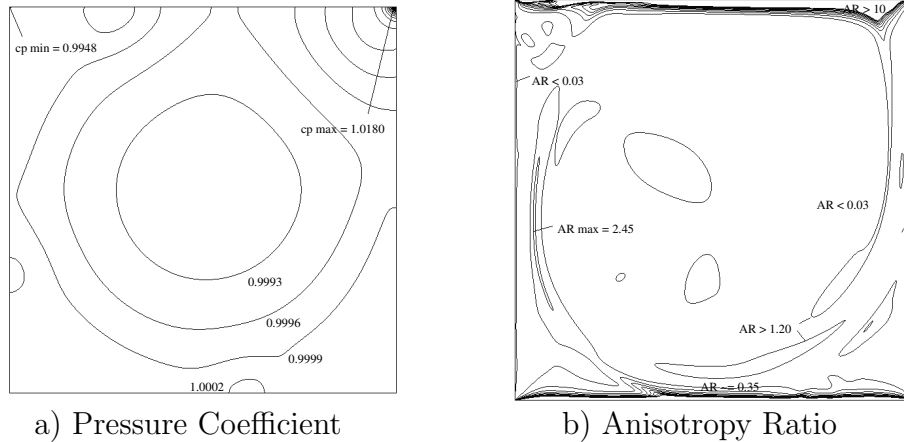 cp min = 0.9948
cp max = 1.0180
0.9993
0.9996
0.9999
1.0002
a) Pressure Coefficient
AR > 10
AR < 0.03
AR < 0.03
AR max = 2.45
AR > 1.20
AR ~= 0.35
b) Anisotropy Ratio